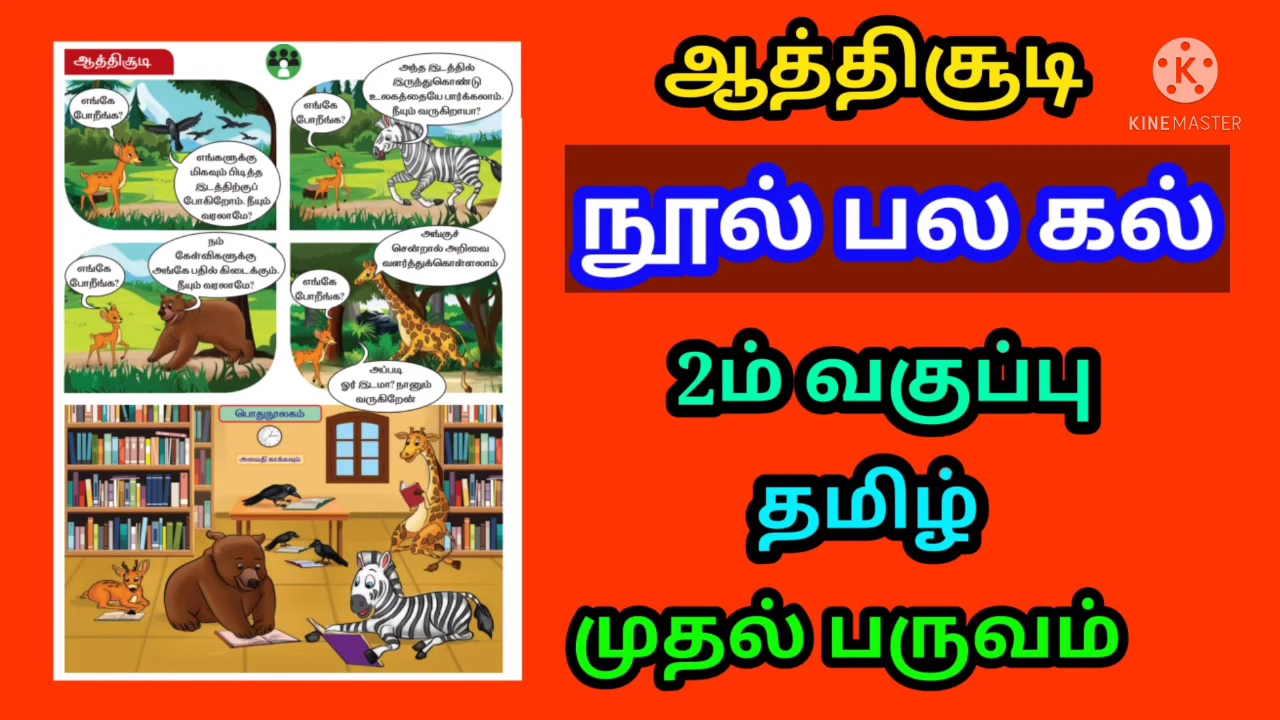 ஆத்திசூடி
எங்கே
போறீங்க?
எங்களுக்கு
மிகவும் பிடித்த
இடத்திற்குப்
போகிறோம். நீயும்
வரலாமே?
எங்கே
போறீங்க?
அந்த இடத்தில்
இருந்துகொண்டு
உலகத்தையே பார்க்கலாம்.
நீயும் வருகிறாயா?
எங்கே
போறீங்க?
நம்
கேள்விகளுக்கு
அங்கே பதில் கிடைக்கும்.
நீயும் வரலாமே?
எங்கே
போறீங்க?
அங்குச்
சென்றால் அறிவை
வளர்த்துக்கொள்ளலாம்
அப்படி
ஓர் இடமா? நானும்
வருகிறேன்
பொதுநூலகம்
அமைதி காக்கவும்
ஆத்திசூடி
நூல் பல கல்
2ம் வகுப்பு
தமிழ்
முதல் பருவம்
K
KINEMASTER